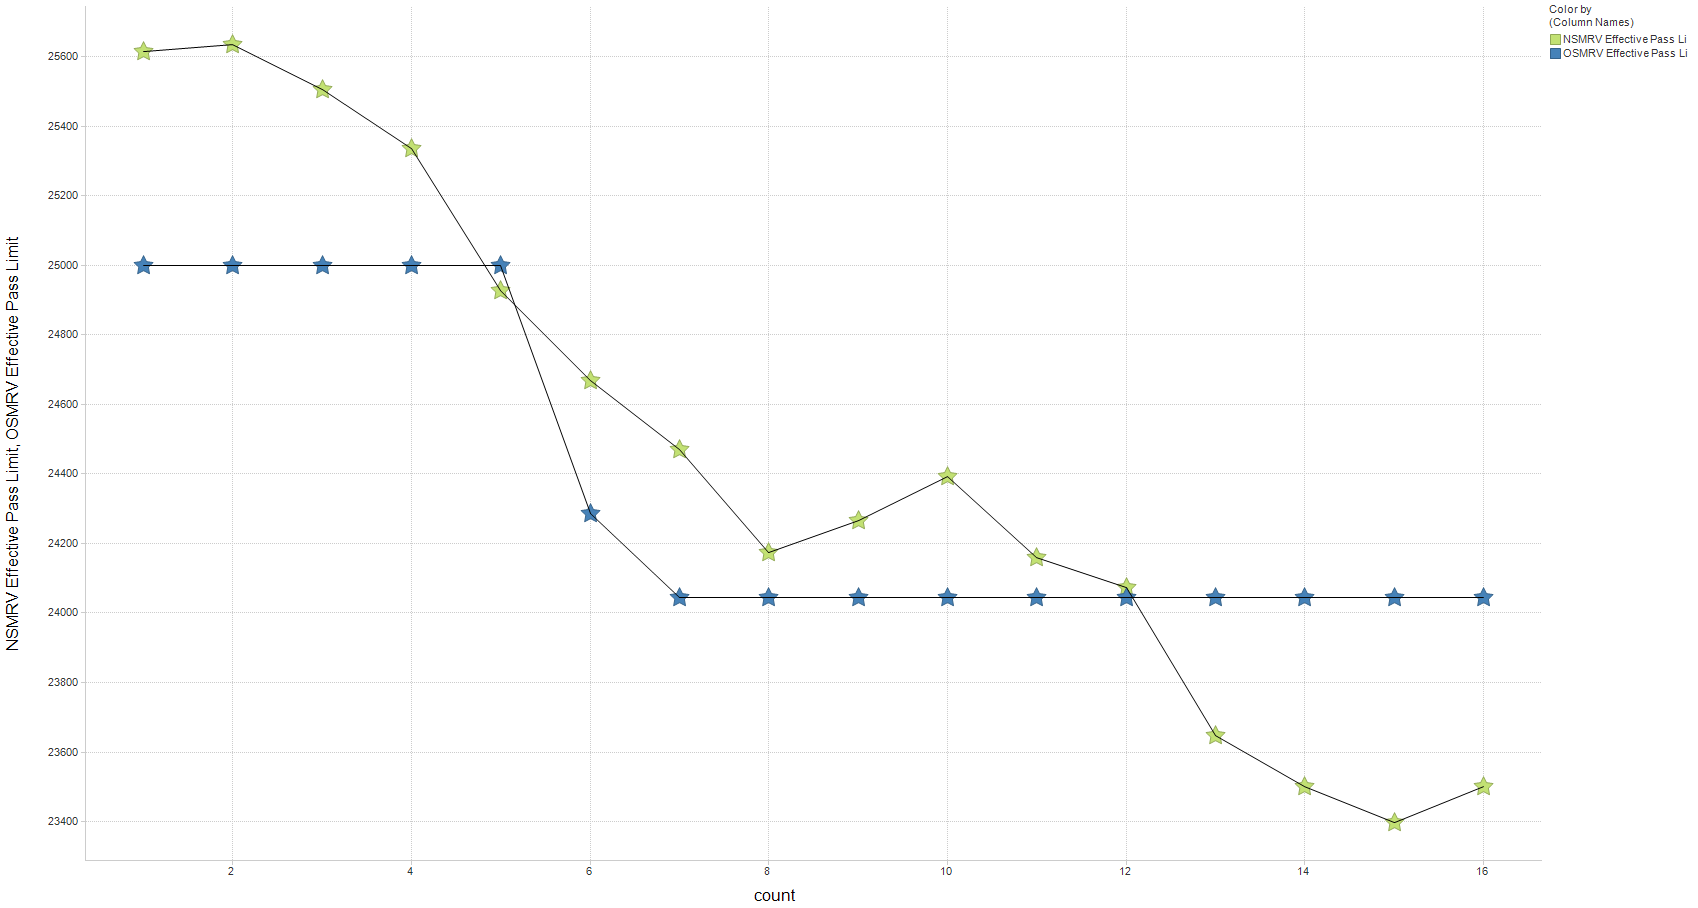 Color by
(Column Names)
NSMRV Effective Pass Li
OSMRV Effective Pass Li
NSMRV Effective Pass Limit, OSMRV Effective Pass Limit
25600
25400
25200
25000
24800
24600
24400
24200
24000
23800
23600
23400
2 4 6 8 10 12 14 16
count